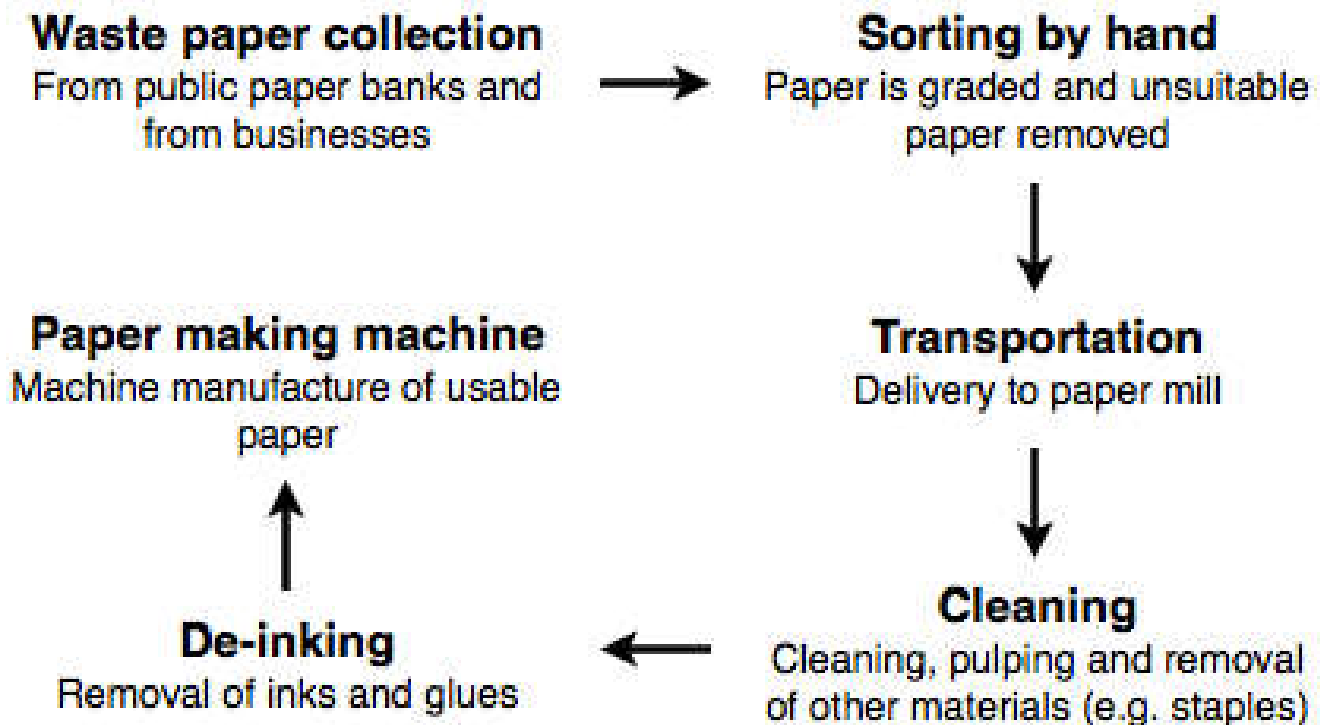 Waste paper collection
From public paper banks and
from businesses
Sorting by hand
Paper is graded and unsuitable
paper removed
Transportation
Delivery to paper mill
Cleaning
Cleaning, pulping and removal
of other materials (e.g. staples)
De-inking
Removal of inks and glues
Paper making machine
Machine manufacture of usable
paper